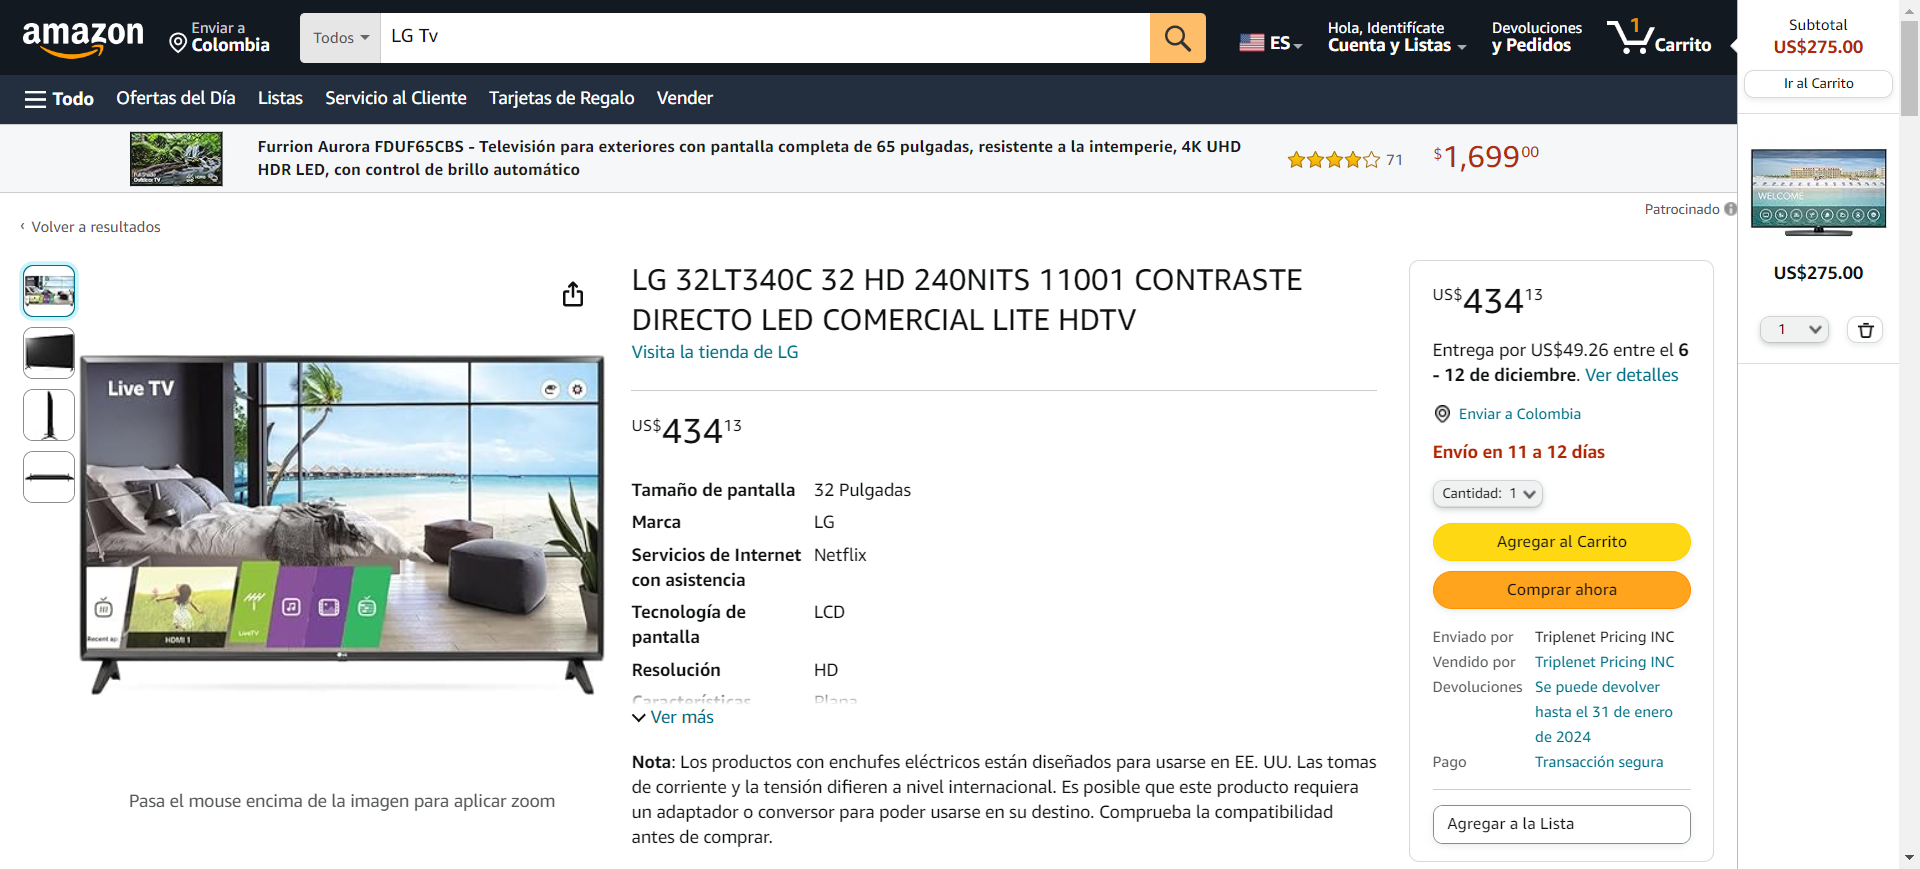 amazon
Enviar a
Colombia
Todos
LG Tv
ES
Hola, Identifícate
Cuenta y Listas
Devoluciones
y Pedidos
1
Carrito
Subtotal
US$275.00
Ir al Carrito
Todo
Ofertas del Día
Listas
Servicio al Cliente
Tarjetas de Regalo
Vender
Furrion Aurora FDUF65CBS - Televisión para exteriores con pantalla completa de 65 pulgadas, resistente a la intemperie, 4K UHD
HDR LED, con control de brillo automático
71
$1,69900
Patrocinado
‹ Volver a resultados
WELCOME
US$275.00
1
LG 32LT340C 32 HD 240NITS 11001 CONTRASTE
DIRECTO LED COMERCIAL LITE HDTV
Visita la tienda de LG
US$43413
Tamaño de pantalla 32 Pulgadas
Marca LG
Servicios de Internet Netflix
con asistencia
Tecnología de LCD
pantalla
Resolución HD
Características Plana
Ver más
Nota: Los productos con enchufes eléctricos están diseñados para usarse en EE. UU. Las tomas
de corriente y la tensión difieren a nivel internacional. Es posible que este producto requiera
un adaptador o conversor para poder usarse en su destino. Comprueba la compatibilidad
antes de comprar.
Live TV
Recent ap
HDMI 1
LiveTV
LG
Pasa el mouse encima de la imagen para aplicar zoom
US$43413
Entrega por US$49.26 entre el 6
- 12 de diciembre. Ver detalles
Enviar a Colombia
Envío en 11 a 12 días
Cantidad: 1
Agregar al Carrito
Comprar ahora
Enviado por Triplenet Pricing INC
Vendido por Triplenet Pricing INC
Devoluciones Se puede devolver
hasta el 31 de enero
de 2024
Pago Transacción segura
Agregar a la Lista